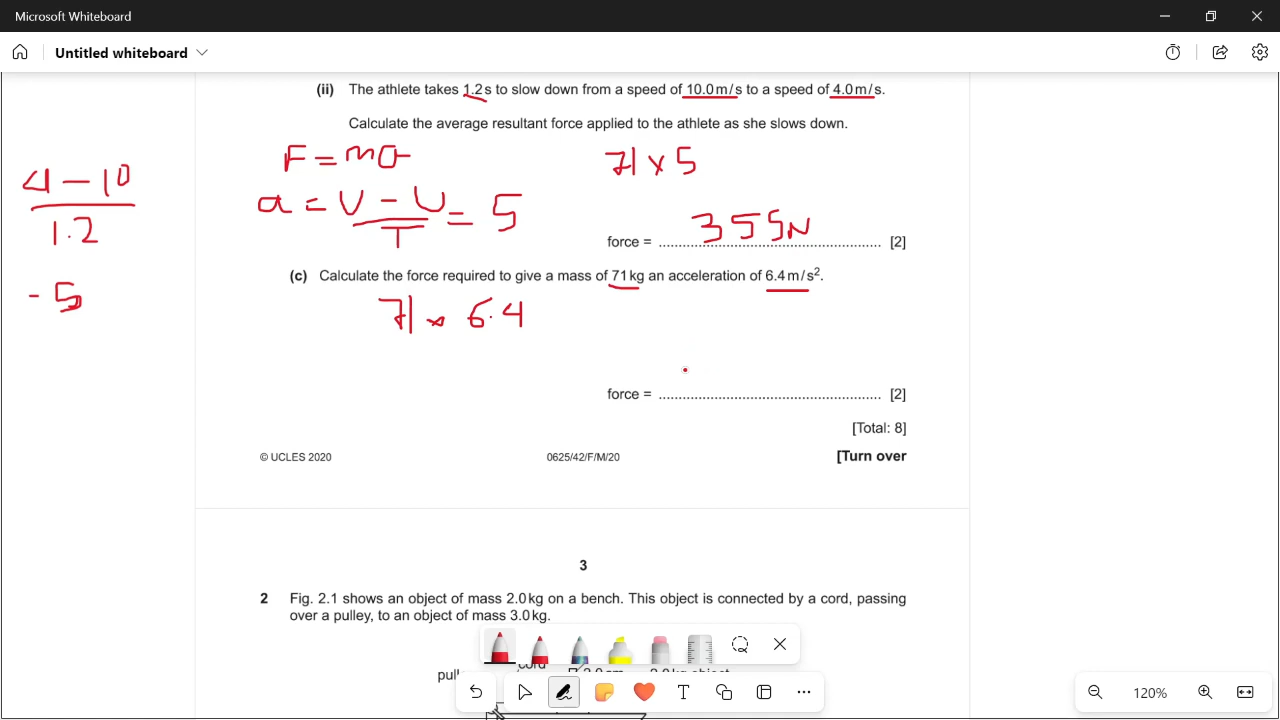 Microsoft Whiteboard
Untitled whiteboard
(ii) The athlete takes 1.2 s to slow down from a speed of 10.0 m/s to a speed of 4.0 m/s.
Calculate the average resultant force applied to the athlete as she slows down.
F = ma
71 x 5
4 - 10
1.2
a = V - U = 5
T
355N
force = ................ [2]
- 5
(c) Calculate the force required to give a mass of 71 kg an acceleration of 6.4 m/s².
71 x 6.4
force = ................ [2]
[Total: 8]
© UCLES 2020
0625/42/F/M/20
[Turn over
3
2 Fig. 2.1 shows an object of mass 2.0 kg on a bench. This object is connected by a cord, passing
over a pulley, to an object of mass 3.0 kg.
cord
120%